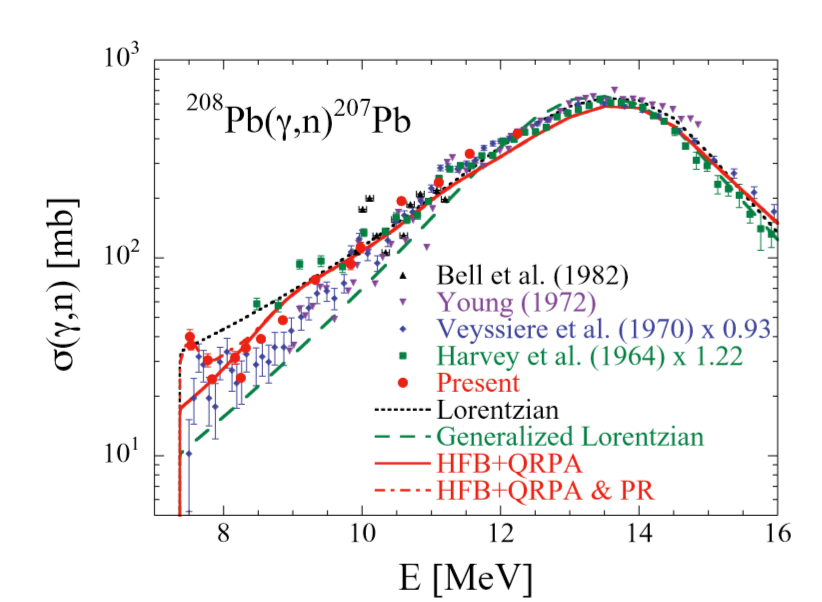 10³
²⁰⁸Pb(γ,n)²⁰⁷Pb
σ(γ,n) [mb]
10²
Bell et al. (1982)
Young (1972)
Veyssiere et al. (1970) x 0.93
Harvey et al. (1964) x 1.22
Present
Lorentzian
Generalized Lorentzian
10¹
HFB+QRPA
HFB+QRPA & PR
8 10 12 14 16
E [MeV]